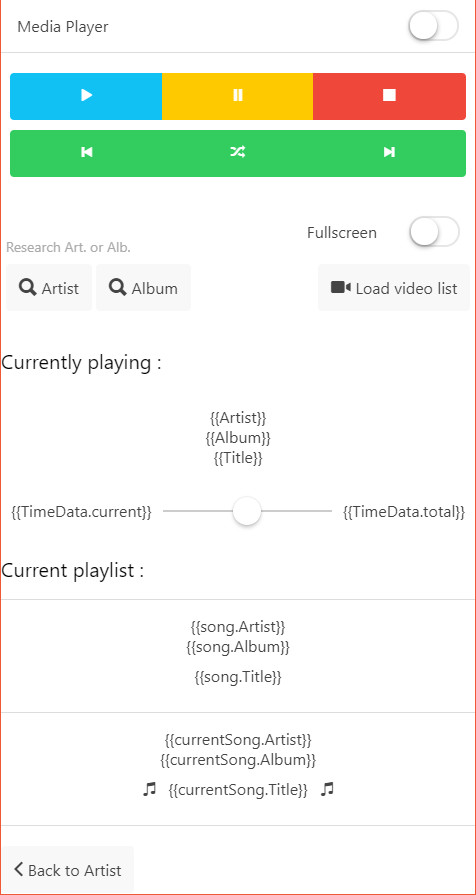 Media Player
Fullscreen
Research Art. or Alb.
Artist
Album
Load video list
Currently playing :
{{Artist}}
{{Album}}
{{Title}}
{{TimeData.current}}
{{TimeData.total}}
Current playlist :
{{song.Artist}}
{{song.Album}}
{{song.Title}}
{{currentSong.Artist}}
{{currentSong.Album}}
{{currentSong.Title}}
Back to Artist